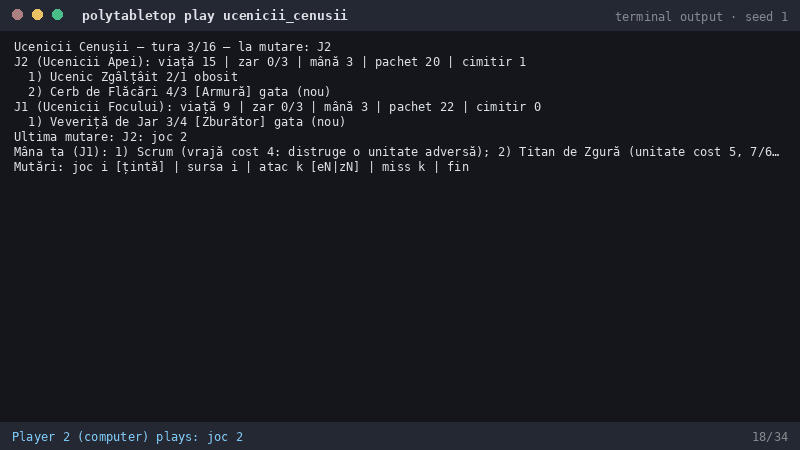 polytabletop play ucenicii_cenusii
terminal output · seed 1
Ucenicii Cenușii — tura 3/16 — la mutare: J2
J2 (Ucenicii Apei): viață 15 | zar 0/3 | mână 3 | pachet 20 | cimitir 1
1) Ucenic Zgâlțâit 2/1 obosit
2) Cerb de Flăcări 4/3 [Armură] gata (nou)
J1 (Ucenicii Focului): viață 9 | zar 0/3 | mână 3 | pachet 22 | cimitir 0
1) Veveriță de Jar 3/4 [Zburător] gata (nou)
Ultima mutare: J2: joc 2
Mâna ta (J1): 1) Scrum (vrajă cost 4: distruge o unitate adversă); 2) Titan de Zgură (unitate cost 5, 7/6…
Mutări: joc i [țintă] | sursa i | atac k [eN|zN] | miss k | fin
Player 2 (computer) plays: joc 2
18/34